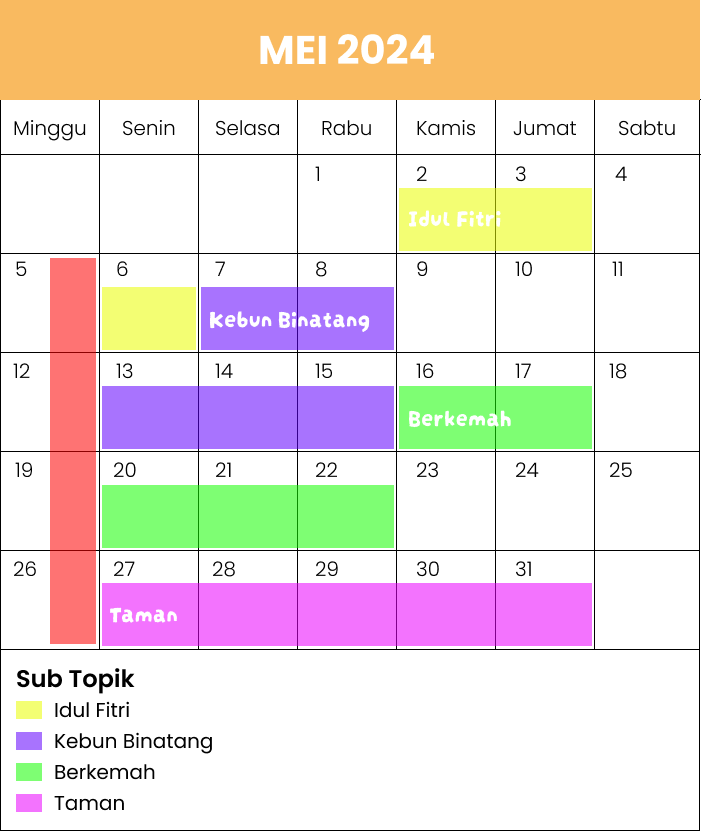 MEI 2024
Minggu Senin Selasa Rabu Kamis Jumat Sabtu
1 2 3 4
Idul Fitri
5 6 7 8 9 10 11
Kebun Binatang
12 13 14 15 16 17 18
Berkemah
19 20 21 22 23 24 25
26 27 28 29 30 31
Taman
Sub Topik
Idul Fitri
Kebun Binatang
Berkemah
Taman